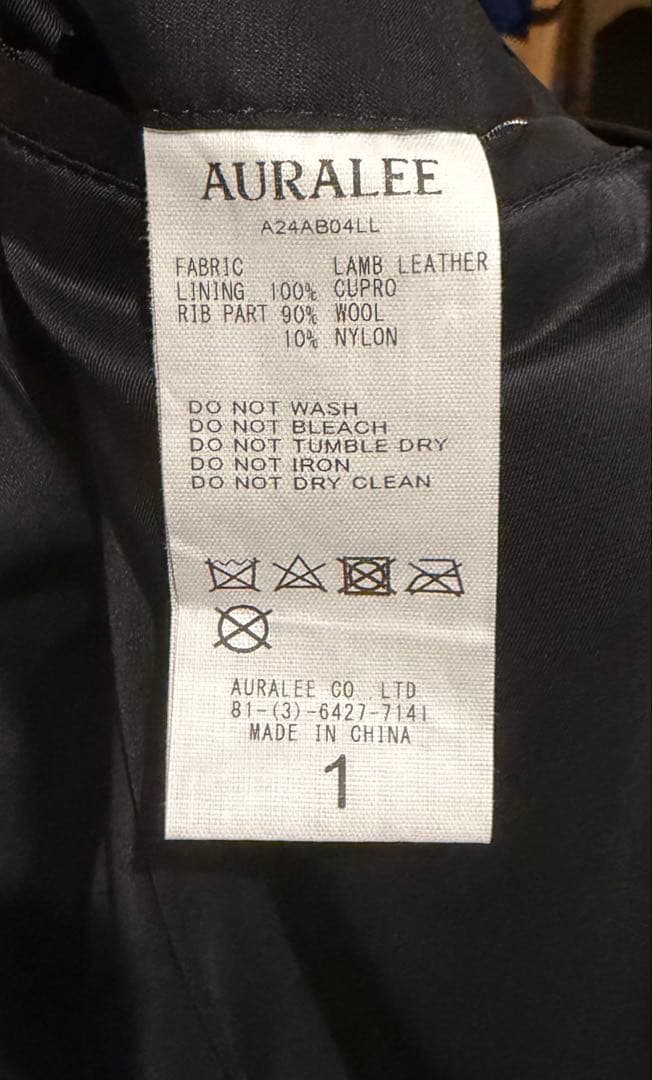 AURALEE
A24AB04LL
FABRIC LAMB LEATHER
LINING 100% CUPRO
RIB PART 90% WOOL
10% NYLON
DO NOT WASH
DO NOT BLEACH
DO NOT TUMBLE DRY
DO NOT IRON
DO NOT DRY CLEAN
AURALEE CO .LTD
81-(3)-6427-7141
MADE IN CHINA
1